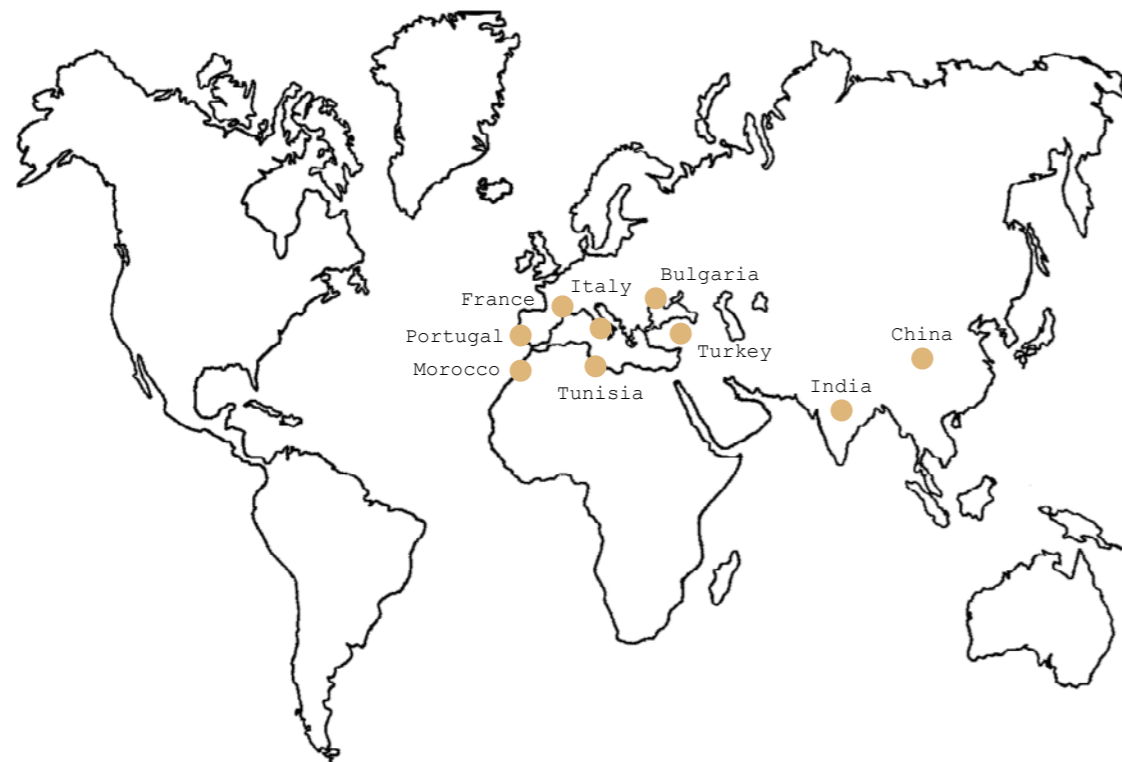 Bulgaria
Italy
France
Portugal
China
Turkey
Morocco
India
Tunisia